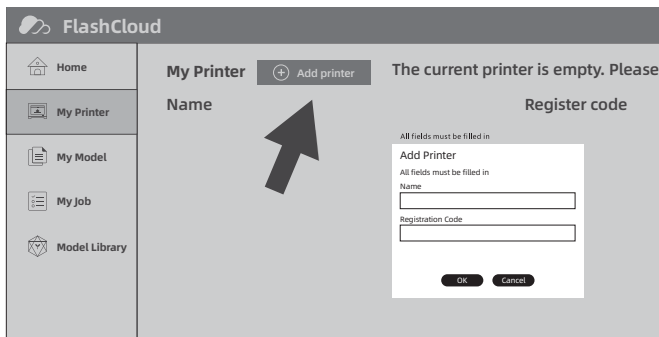 FlashCloud
Home
My Printer
My Model
My Job
Model Library
My Printer
Add printer
The current printer is empty. Please
Name
Register code
All fields must be filled in
Add Printer
All fields must be filled in
Name
Registration Code
OK
Cancel